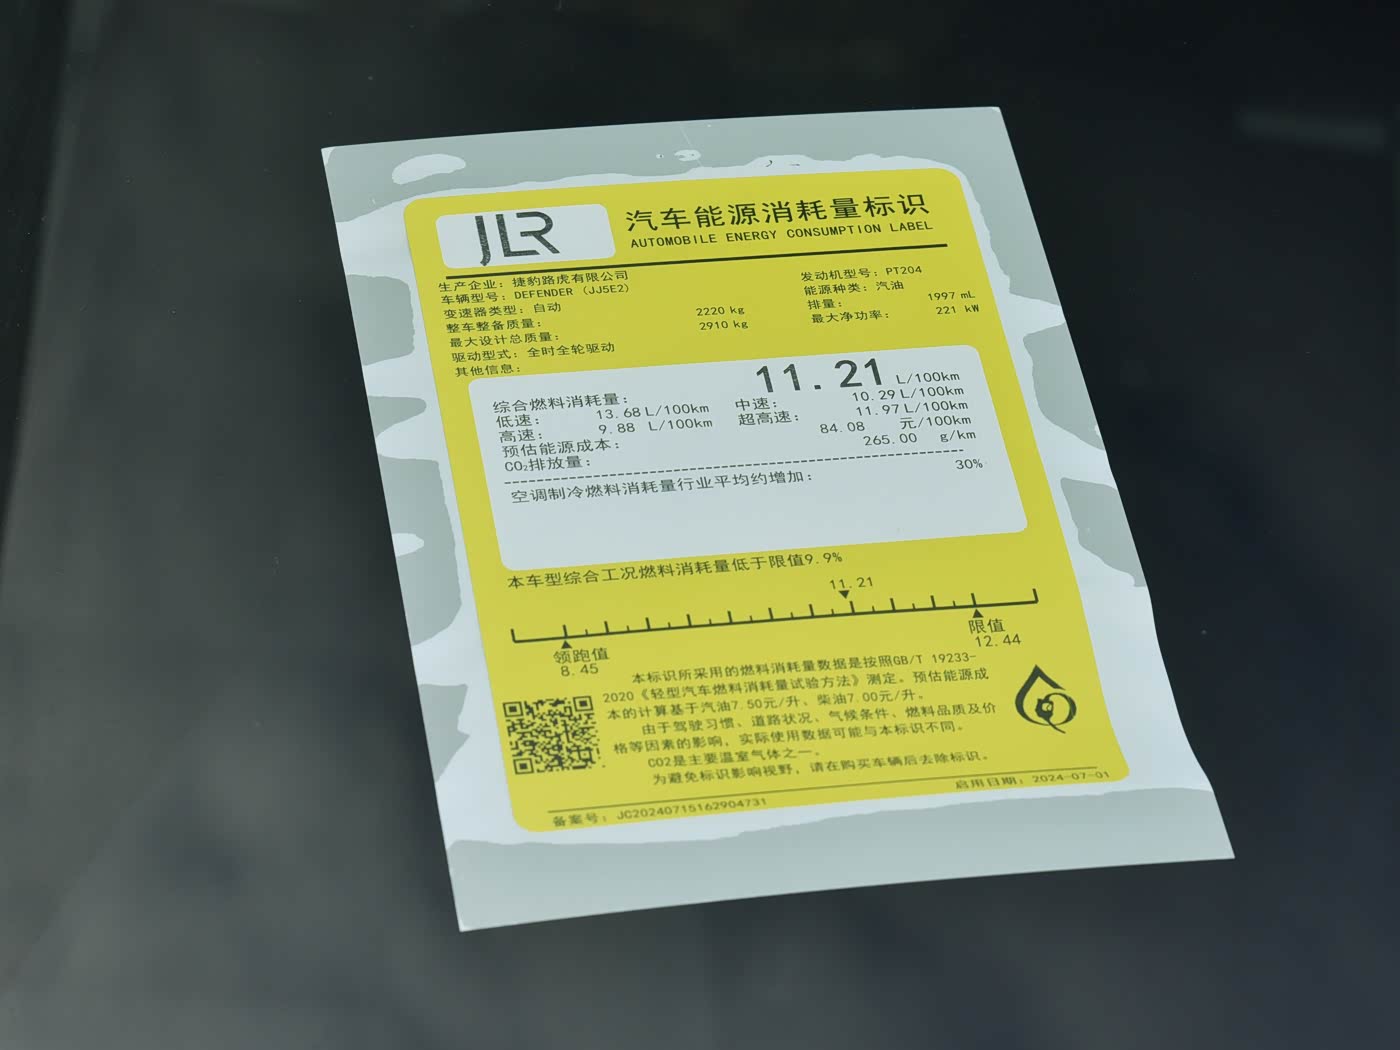 JLR
汽车能源消耗量标识
AUTOMOBILE ENERGY CONSUMPTION LABEL
生产企业：捷豹路虎有限公司
车辆型号：DEFENDER (JJ5E2)
变速器类型：自动
整车整备质量： 2220 kg
最大设计总质量： 2910 kg
驱动型式：全时全轮驱动
其他信息：
发动机型号：PT204
能源种类：汽油
排量： 1997 mL
最大净功率： 221 kW
综合燃料消耗量： 11.21 L/100km
低速： 13.68 L/100km 中速： 10.29 L/100km
高速： 9.88 L/100km 超高速： 11.97 L/100km
预估能源成本： 84.08 元/100km
CO₂排放量： 265.00 g/km
空调制冷燃料消耗量行业平均约增加： 30%
本车型综合工况燃料消耗量低于限值9.9%
11.21
领跑值
8.45
限值
12.44
本标识所采用的燃料消耗量数据是按照GB/T 19233-
2020《轻型汽车燃料消耗量试验方法》测定。预估能源成
本的计算基于汽油7.50元/升、柴油7.00元/升。
由于驾驶习惯、道路状况、气候条件、燃料品质及价
格等因素的影响，实际使用数据可能与本标识不同。
CO2是主要温室气体之一。
为避免标识影响视野，请在购买车辆后去除标识。
备案号：JC20240715162904731
启用日期：2024-07-01